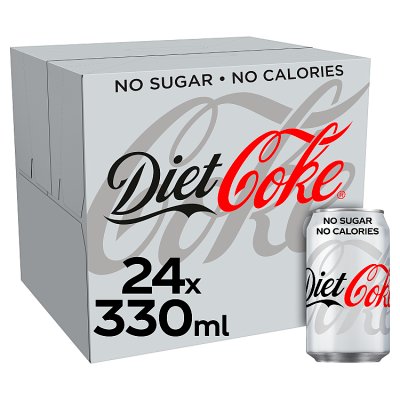 NO SUGAR • NO CALORIES
Diet Coke®
24x
330ml
NO SUGAR
NO CALORIES
Diet Coke